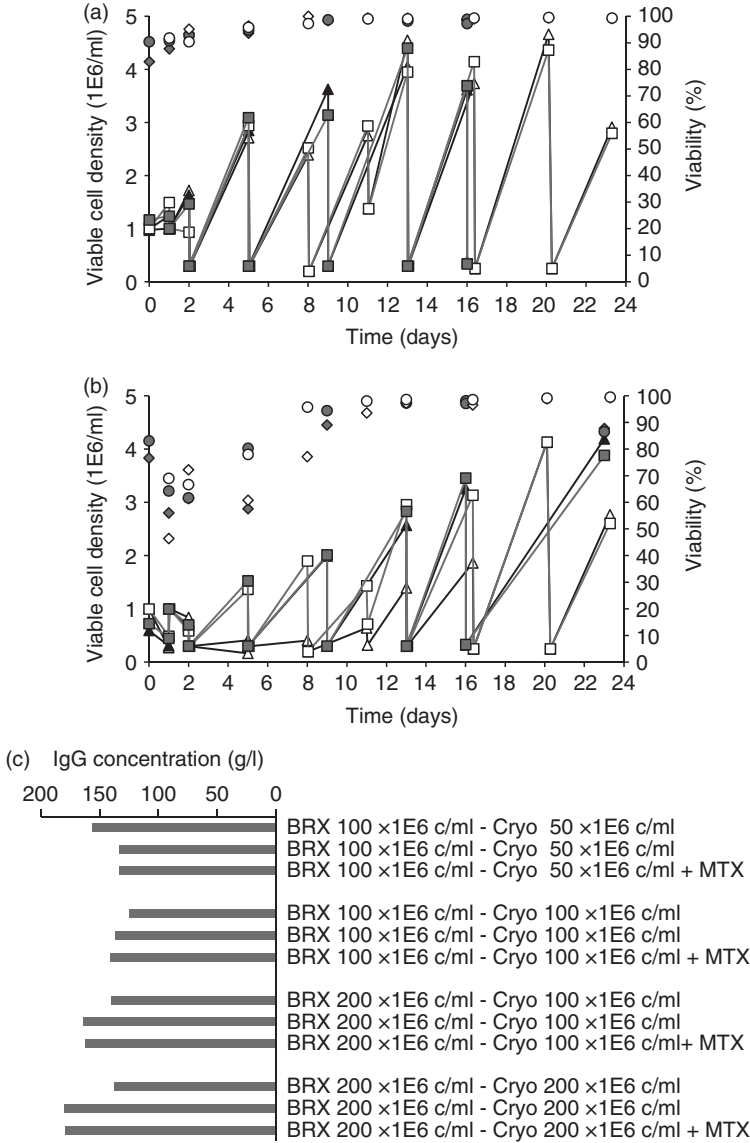 (a)
Viable cell density (1E6/ml)
5
4
3
2
1
0
100
90
80
70
60
50
40
30
20
10
0
Viability (%)
0 2 4 6 8 10 12 14 16 18 20 22 24
Time (days)
(b)
Viable cell density (1E6/ml)
5
4
3
2
1
0
100
90
80
70
60
50
40
30
20
10
0
Viability (%)
0 2 4 6 8 10 12 14 16 18 20 22 24
Time (days)
(c) IgG concentration (g/l)
200 150 100 50 0
BRX 100 ×1E6 c/ml - Cryo 50 ×1E6 c/ml
BRX 100 ×1E6 c/ml - Cryo 50 ×1E6 c/ml
BRX 100 ×1E6 c/ml - Cryo 50 ×1E6 c/ml + MTX
BRX 100 ×1E6 c/ml - Cryo 100 ×1E6 c/ml
BRX 100 ×1E6 c/ml - Cryo 100 ×1E6 c/ml
BRX 100 ×1E6 c/ml - Cryo 100 ×1E6 c/ml + MTX
BRX 200 ×1E6 c/ml - Cryo 100 ×1E6 c/ml
BRX 200 ×1E6 c/ml - Cryo 100 ×1E6 c/ml
BRX 200 ×1E6 c/ml - Cryo 100 ×1E6 c/ml+ MTX
BRX 200 ×1E6 c/ml - Cryo 200 ×1E6 c/ml
BRX 200 ×1E6 c/ml - Cryo 200 ×1E6 c/ml
BRX 200 ×1E6 c/ml - Cryo 200 ×1E6 c/ml + MTX